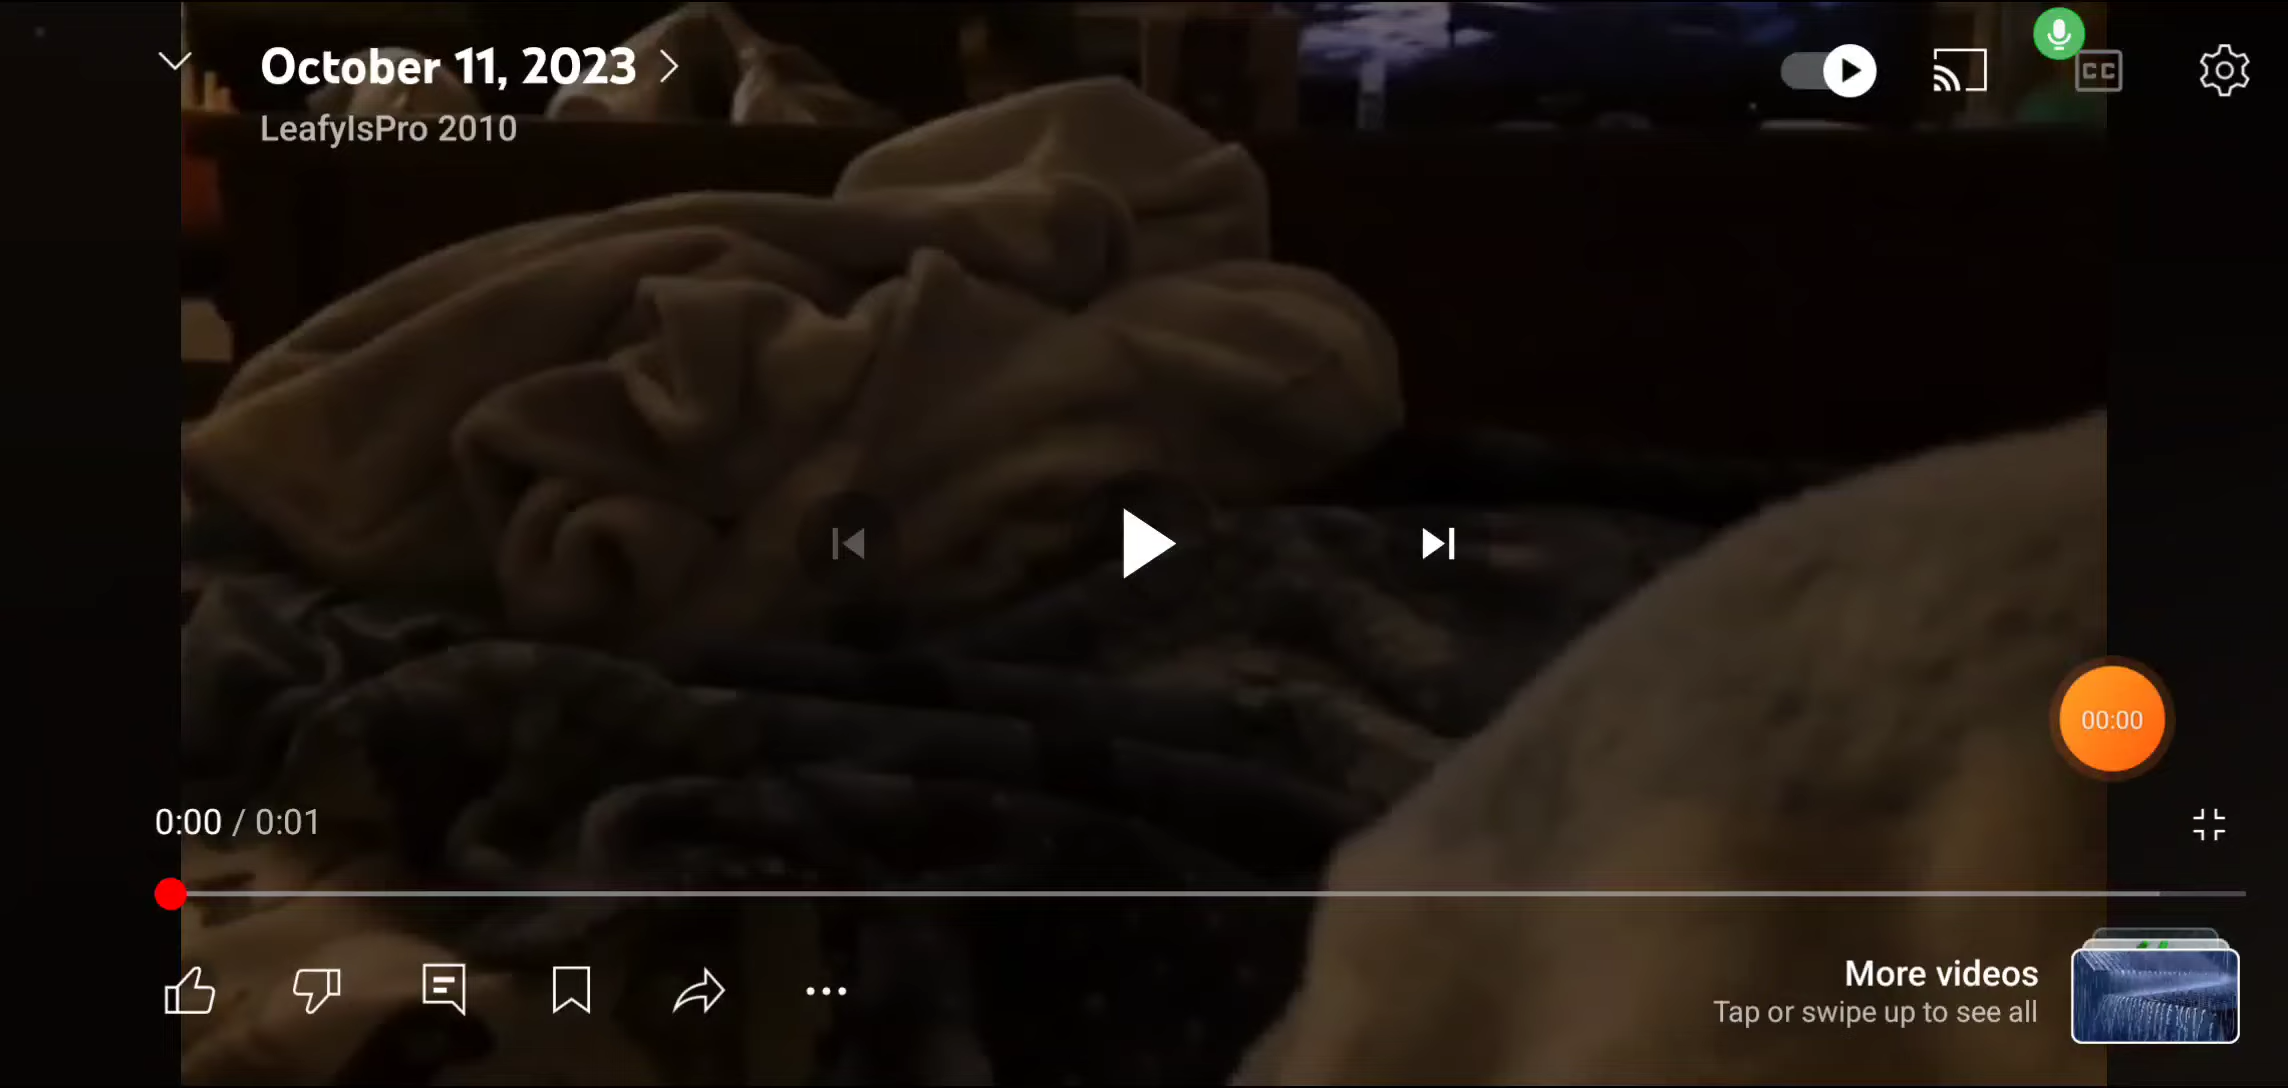 October 11, 2023
LeafyIsPro 2010
CC
00:00
0:00 / 0:01
More videos
Tap or swipe up to see all